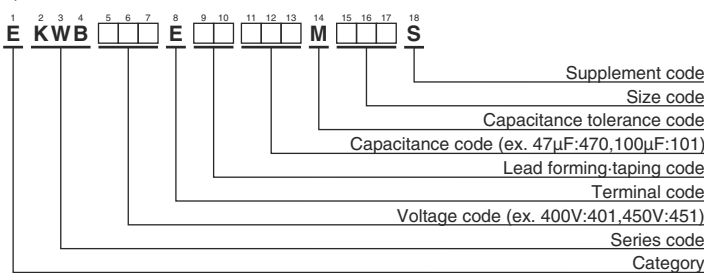 1 2 3 4 5 6 7 8 9 10 11 12 13 14 15 16 17 18
E KWB E M S
Supplement code
Size code
Capacitance tolerance code
Capacitance code (ex. 47µF:470,100µF:101)
Lead forming·taping code
Terminal code
Voltage code (ex. 400V:401,450V:451)
Series code
Category